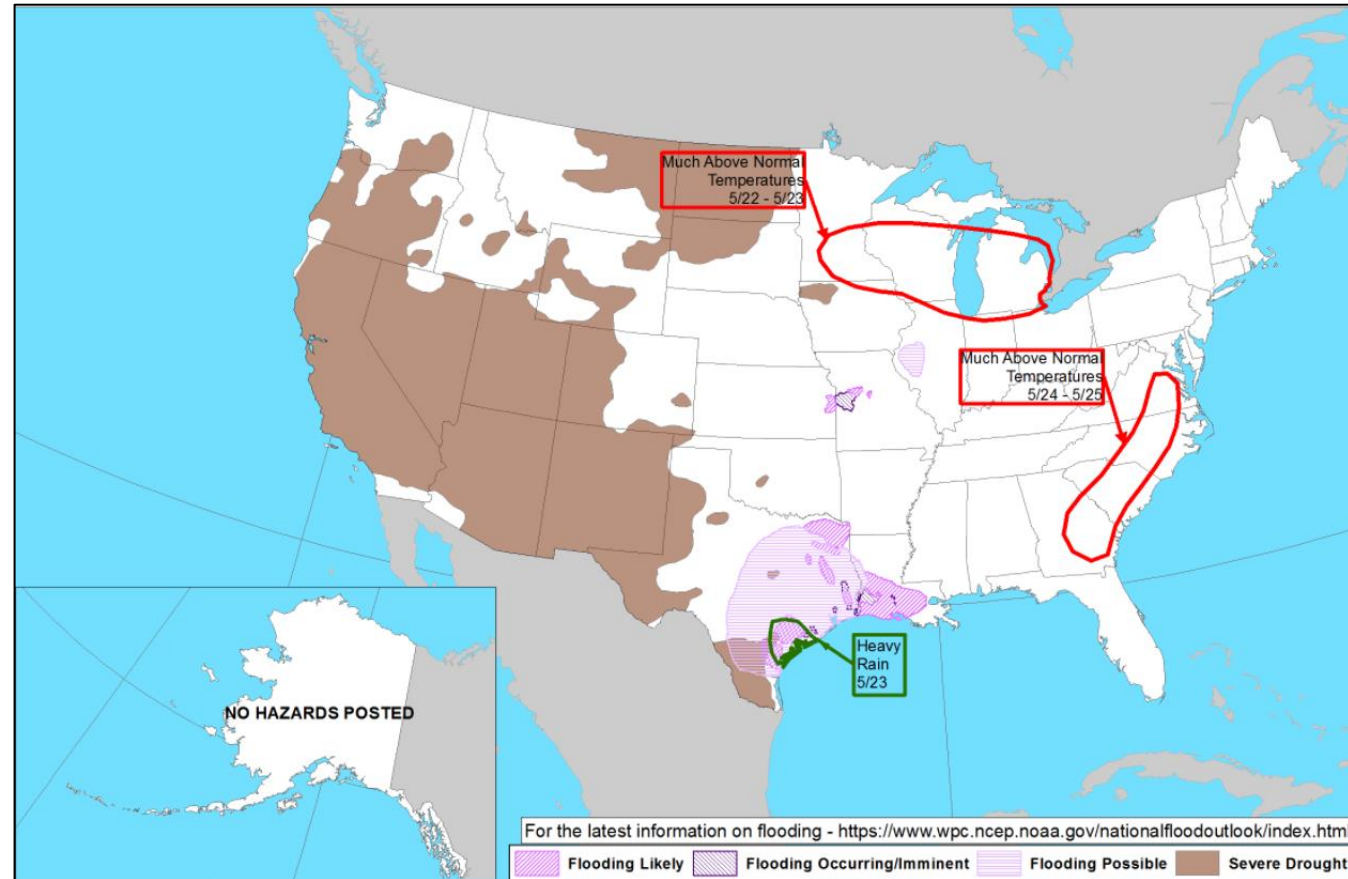 Much Above Normal
Temperatures
5/22 - 5/23
Much Above Normal
Temperatures
5/24 - 5/25
Heavy
Rain
5/23
NO HAZARDS POSTED
For the latest information on flooding - https://www.wpc.ncep.noaa.gov/nationalfloodoutlook/index.html
Flooding Likely Flooding Occurring/Imminent Flooding Possible Severe Drought